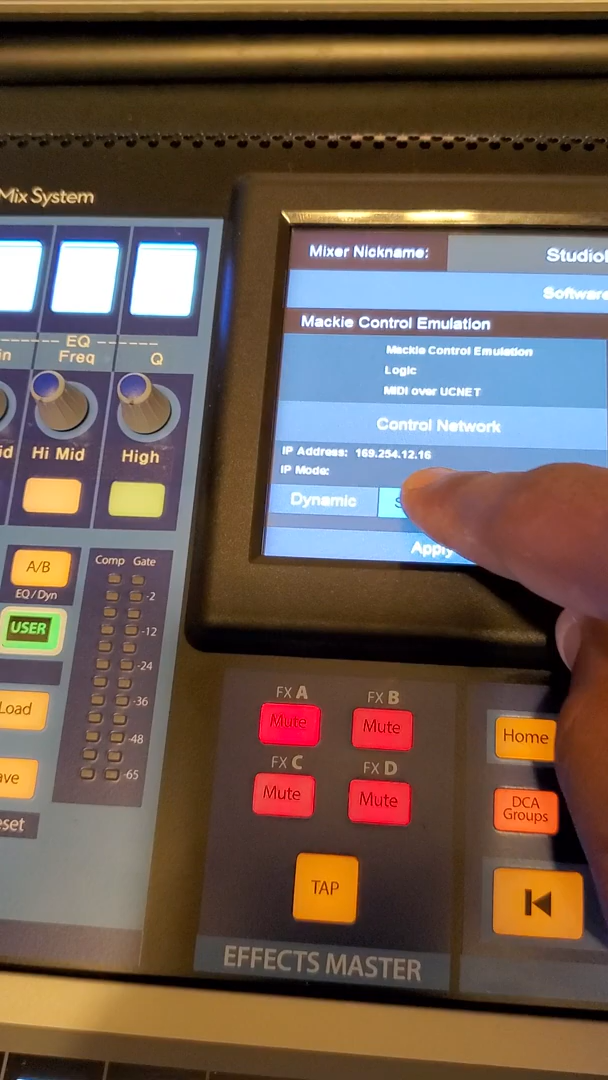 Mix System
Mixer Nickname:
Software
Mackie Control Emulation
Mackie Control Emulation
Logic
MIDI over UCNET
Control Network
IP Address: 169.254.12.16
IP Mode:
Dynamic
Apply
EQ
Freq
Q
Hi Mid
High
A/B
EQ/Dyn
USER
Load
Comp
Gate
-2
-12
-24
-36
-48
-65
FX A
Mute
FX B
Mute
FX C
Mute
FX D
Mute
TAP
EFFECTS MASTER
Home
DCA
Groups